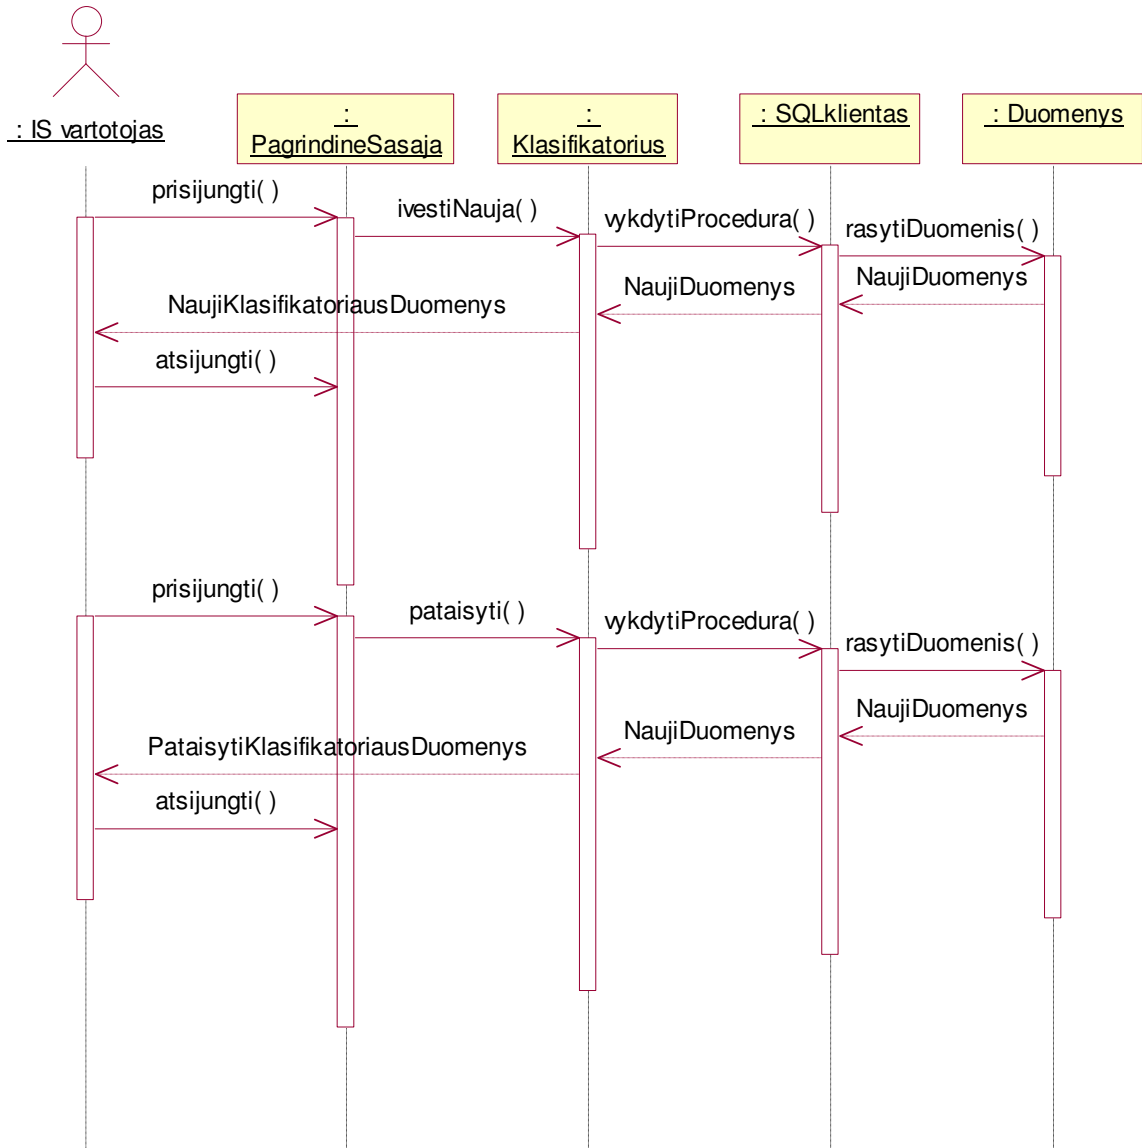 : IS vartotojas
:
PagrindineSasaja
:
Klasifikatorius
: SQLklientas
: Duomenys
prisijungti( )
ivestiNauja( )
vykdytiProcedura( )
rasytiDuomenis( )
NaujiDuomenys
NaujiDuomenys
NaujiKlasifikatoriausDuomenys
atsijungti( )
prisijungti( )
pataisyti( )
vykdytiProcedura( )
rasytiDuomenis( )
NaujiDuomenys
NaujiDuomenys
PataisytiKlasifikatoriausDuomenys
atsijungti( )